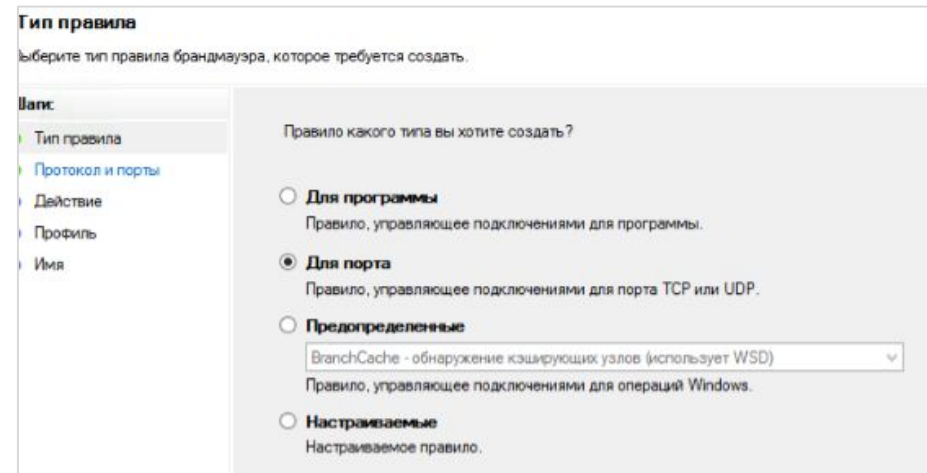 Тип правила
Выберите тип правила брандмауэра, которое требуется создать.
Шаги:
Тип правила
Протокол и порты
Действие
Профиль
Имя
Правило какого типа вы хотите создать?
Для программы
Правило, управляющее подключениями для программы.
Для порта
Правило, управляющее подключениями для порта TCP или UDP.
Предопределенные
BranchCache - обнаружение кэширующих узлов (использует WSD)
Правило, управляющее подключениями для операций Windows.
Настраиваемые
Настраиваемое правило.